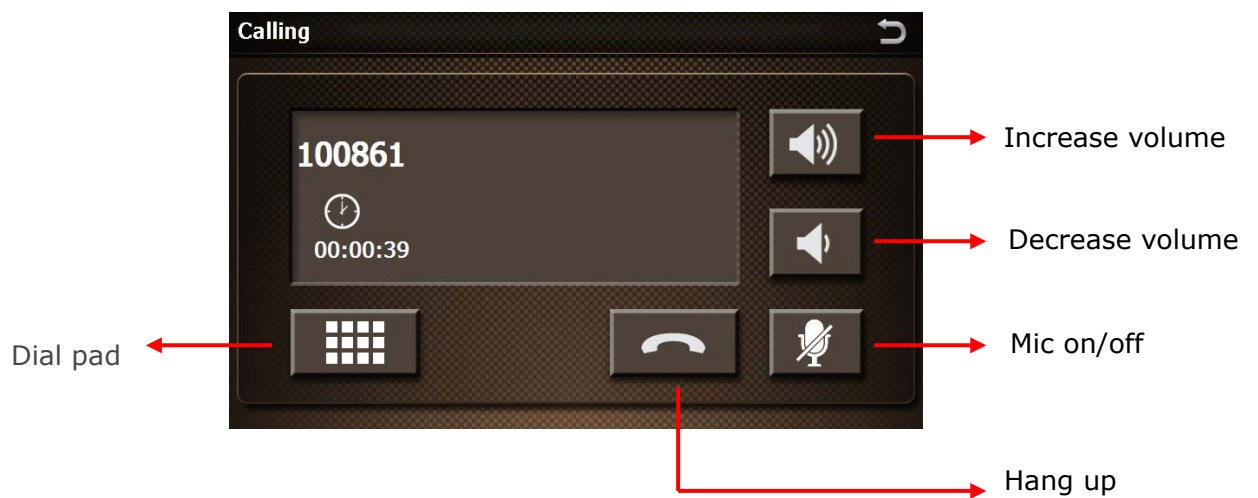 Calling
100861
00:00:39
Increase volume
Decrease volume
Dial pad
Mic on/off
Hang up